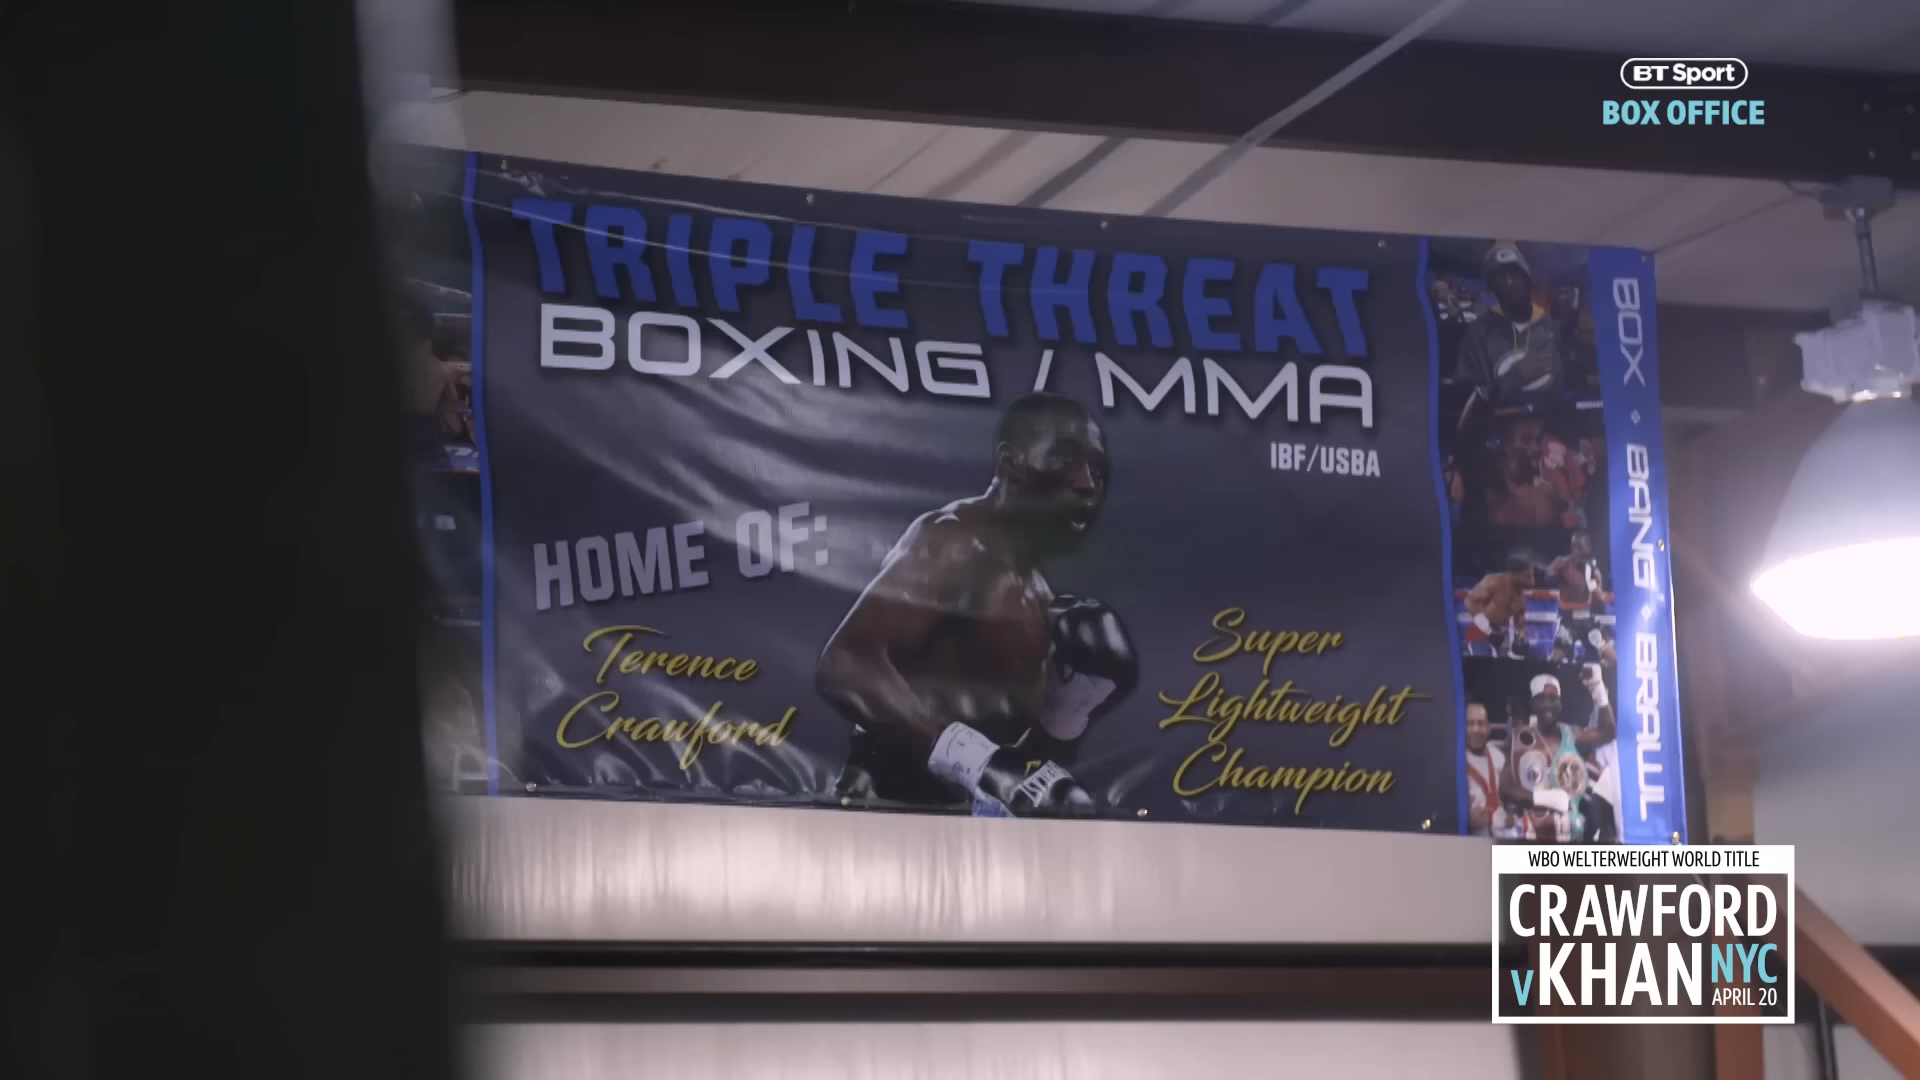 BT Sport
BOX OFFICE
TRIPLE THREAT
BOXING / MMA
IBF/USBA
HOME OF:
Terence
Crawford
Super
Lightweight
Champion
BOX • BANG • BRAWL
WBO WELTERWEIGHT WORLD TITLE
CRAWFORD
V KHAN NYC
APRIL 20